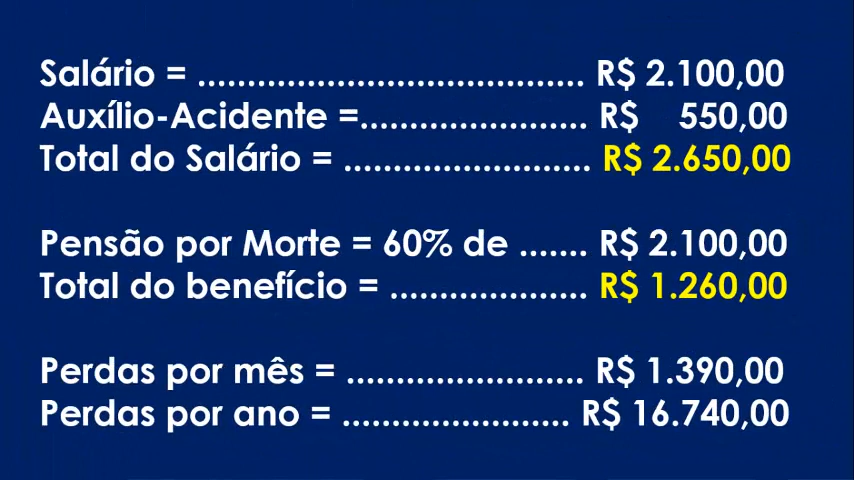 Salário = ...................................... R$ 2.100,00
Auxílio-Acidente =....................... R$ 550,00
Total do Salário = ......................... R$ 2.650,00
Pensão por Morte = 60% de ....... R$ 2.100,00
Total do benefício = .................... R$ 1.260,00
Perdas por mês = ........................ R$ 1.390,00
Perdas por ano = ....................... R$ 16.740,00